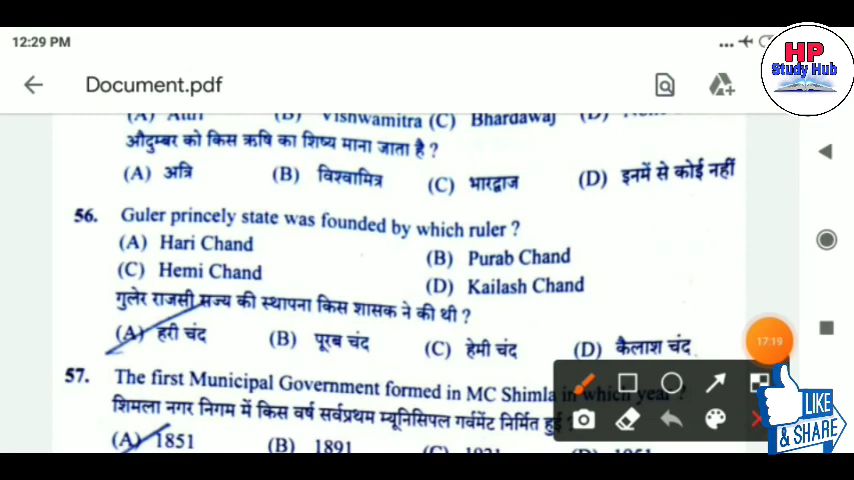 12:29 PM
HP
Study Hub
Document.pdf
(A) Attri (B) Vishwamitra (C) Bhardawaj (D)
औदुम्बर को किस ऋषि का शिष्य माना जाता है ?
(A) अत्रि (B) विश्वामित्र (C) भारद्वाज (D) इनमें से कोई नहीं
56. Guler princely state was founded by which ruler ?
(A) Hari Chand (B) Purab Chand
(C) Hemi Chand (D) Kailash Chand
गुलेर राजसी राज्य की स्थापना किस शासक ने की थी ?
(A) हरी चंद (B) पूरब चंद (C) हेमी चंद (D) कैलाश चंद
17:19
57. The first Municipal Government formed in MC Shimla in which year ?
शिमला नगर निगम में किस वर्ष सर्वप्रथम म्यूनिसिपल गर्वमेंट निर्मित हुई
(A) 1851 (B) 1891 (C) (D)
LIKE
& SHARE